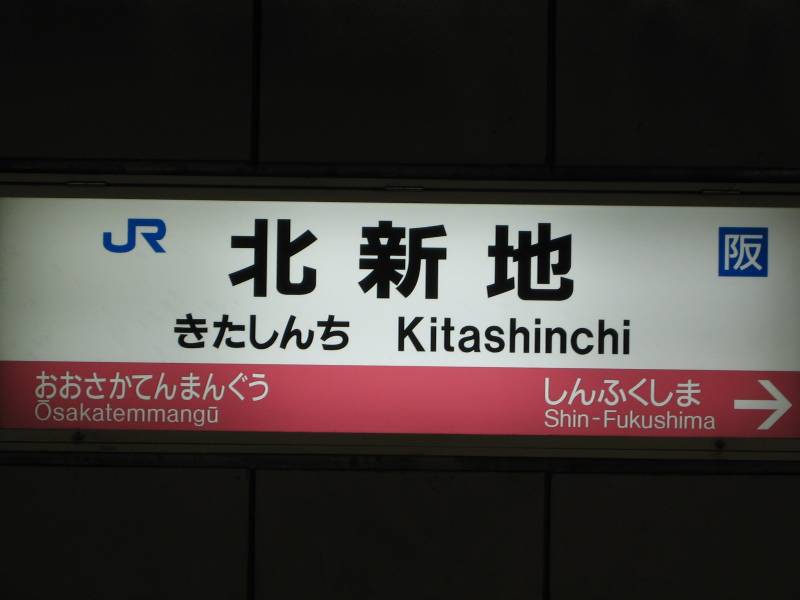 JR 北新地 阪
きたしんち Kitashinchi
おおさかてんまんぐう しんふくしま
Ōsakatemmangū Shin-Fukushima